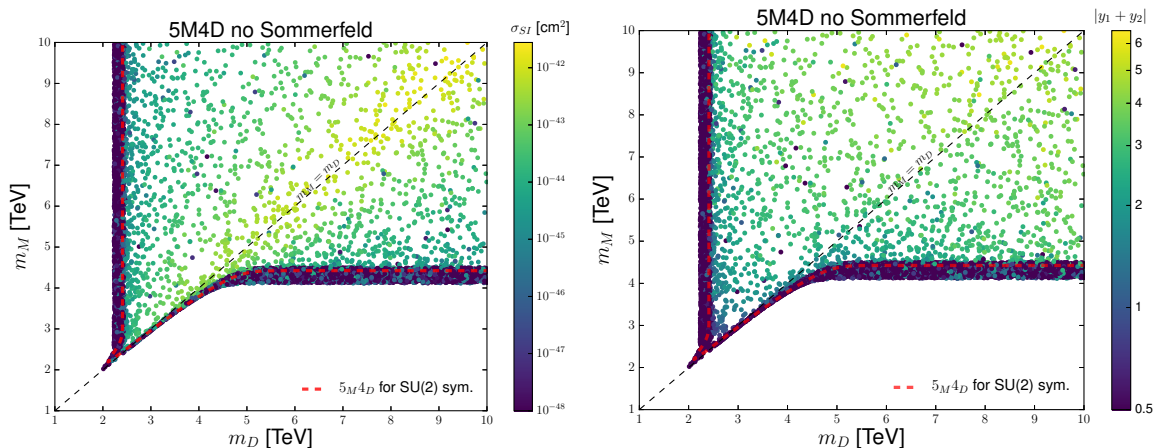 5M4D no Sommerfeld
σ_SI [cm²]
10
9
8
7
6
5
4
3
2
1
m_M [TeV]
m_M = m_D
5_M4_D for SU(2) sym.
1 2 3 4 5 6 7 8 9 10
m_D [TeV]
10⁻⁴²
10⁻⁴³
10⁻⁴⁴
10⁻⁴⁵
10⁻⁴⁶
10⁻⁴⁷
10⁻⁴⁸
5M4D no Sommerfeld
|y₁ + y₂|
10
9
8
7
6
5
4
3
2
1
m_M [TeV]
m_M = m_D
5_M4_D for SU(2) sym.
1 2 3 4 5 6 7 8 9 10
m_D [TeV]
6
5
4
3
2
1
0.5